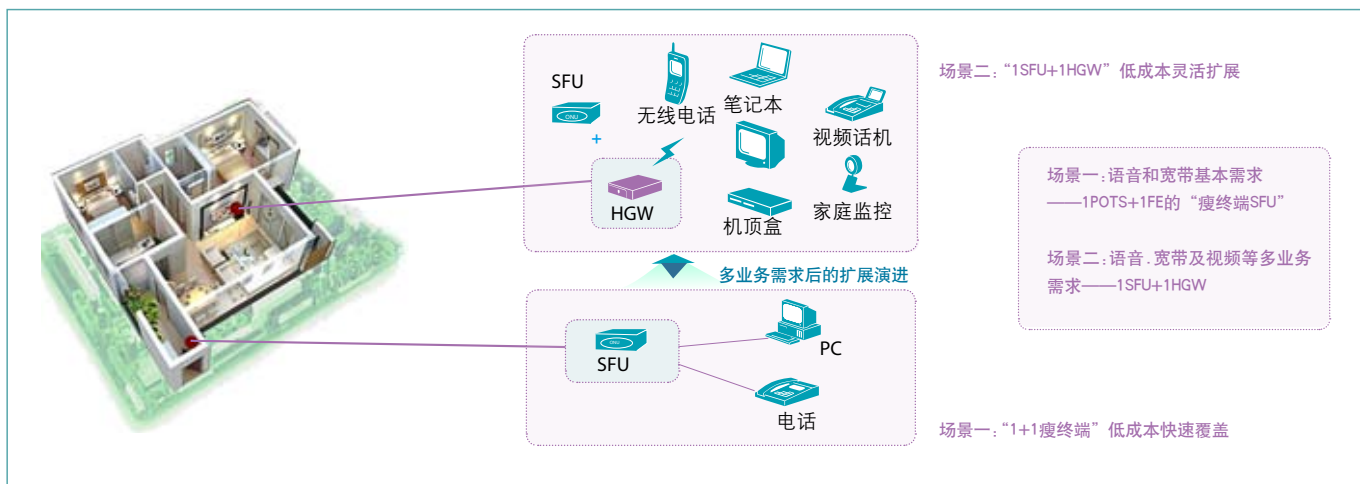 SFU
ONU
+
无线电话
笔记本
视频话机
HGW
机顶盒
家庭监控
场景二：“1SFU+1HGW”低成本灵活扩展
场景一：语音和宽带基本需求
——1POTS+1FE的“瘦终端SFU”
场景二：语音.宽带及视频等多业务
需求——1SFU+1HGW
多业务需求后的扩展演进
ONU
SFU
PC
电话
场景一：“1+1瘦终端”低成本快速覆盖